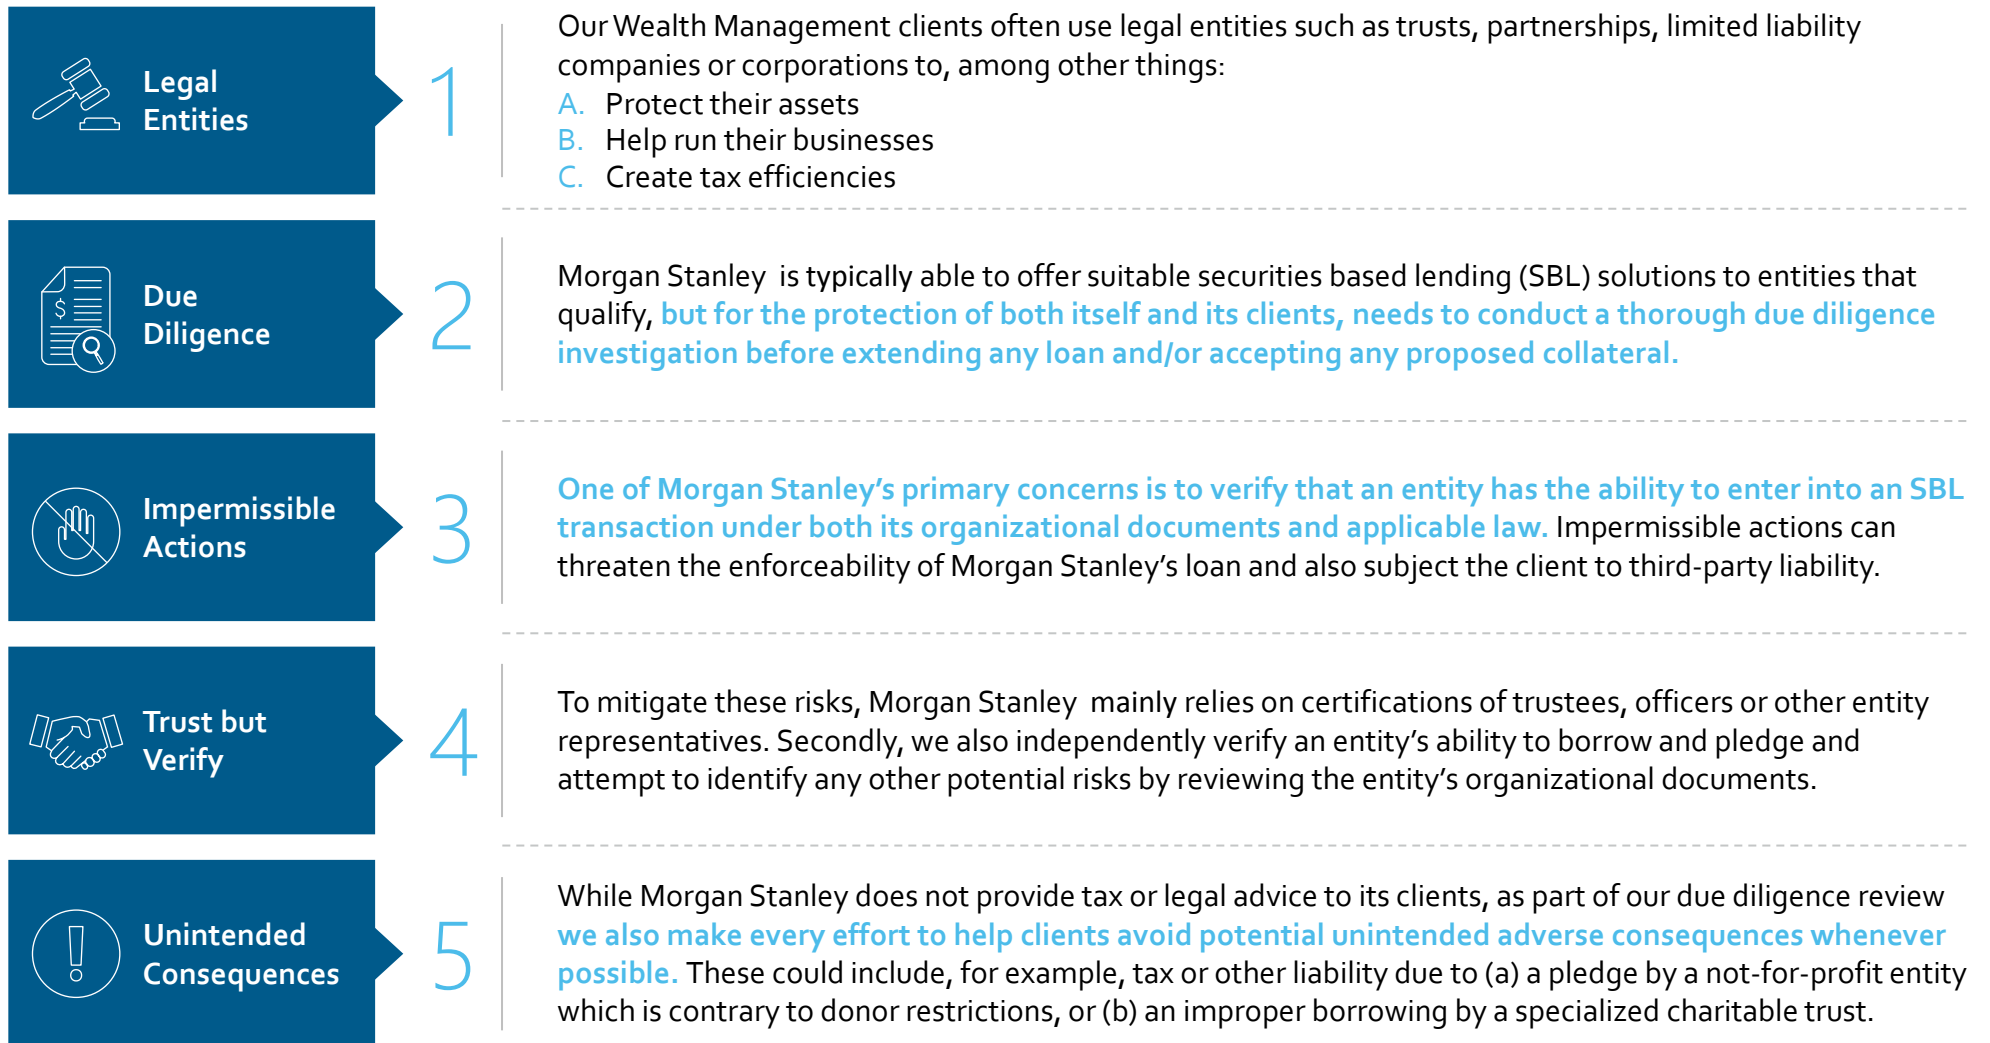 Legal
Entities
1
Our Wealth Management clients often use legal entities such as trusts, partnerships, limited liability
companies or corporations to, among other things:
A. Protect their assets
B. Help run their businesses
C. Create tax efficiencies
Due
Diligence
2
Morgan Stanley is typically able to offer suitable securities based lending (SBL) solutions to entities that
qualify, but for the protection of both itself and its clients, needs to conduct a thorough due diligence
investigation before extending any loan and/or accepting any proposed collateral.
$
Impermissible
Actions
3
One of Morgan Stanley’s primary concerns is to verify that an entity has the ability to enter into an SBL
transaction under both its organizational documents and applicable law. Impermissible actions can
threaten the enforceability of Morgan Stanley’s loan and also subject the client to third-party liability.
Trust but
Verify
4
To mitigate these risks, Morgan Stanley mainly relies on certifications of trustees, officers or other entity
representatives. Secondly, we also independently verify an entity’s ability to borrow and pledge and
attempt to identify any other potential risks by reviewing the entity’s organizational documents.
Unintended
Consequences
5
While Morgan Stanley does not provide tax or legal advice to its clients, as part of our due diligence review
we also make every effort to help clients avoid potential unintended adverse consequences whenever
possible. These could include, for example, tax or other liability due to (a) a pledge by a not-for-profit entity
which is contrary to donor restrictions, or (b) an improper borrowing by a specialized charitable trust.